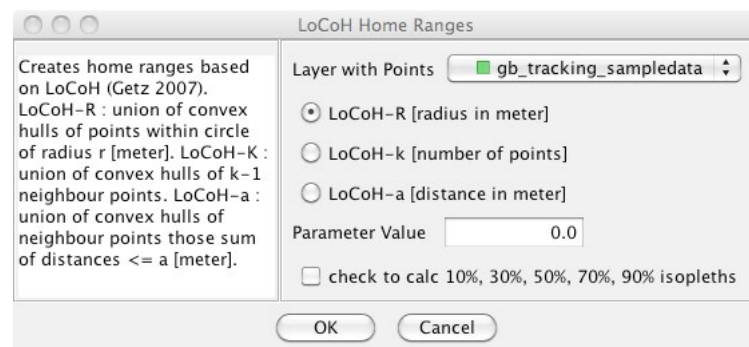 LoCoH Home Ranges
Creates home ranges based
on LoCoH (Getz 2007).
LoCoH-R : union of convex
hulls of points within circle
of radius r [meter]. LoCoH-K :
union of convex hulls of k-1
neighbour points. LoCoH-a :
union of convex hulls of
neighbour points those sum
of distances <= a [meter].
Layer with Points gb_tracking_sampledata
LoCoH-R [radius in meter]
LoCoH-k [number of points]
LoCoH-a [distance in meter]
Parameter Value 0.0
check to calc 10%, 30%, 50%, 70%, 90% isopleths
OK Cancel